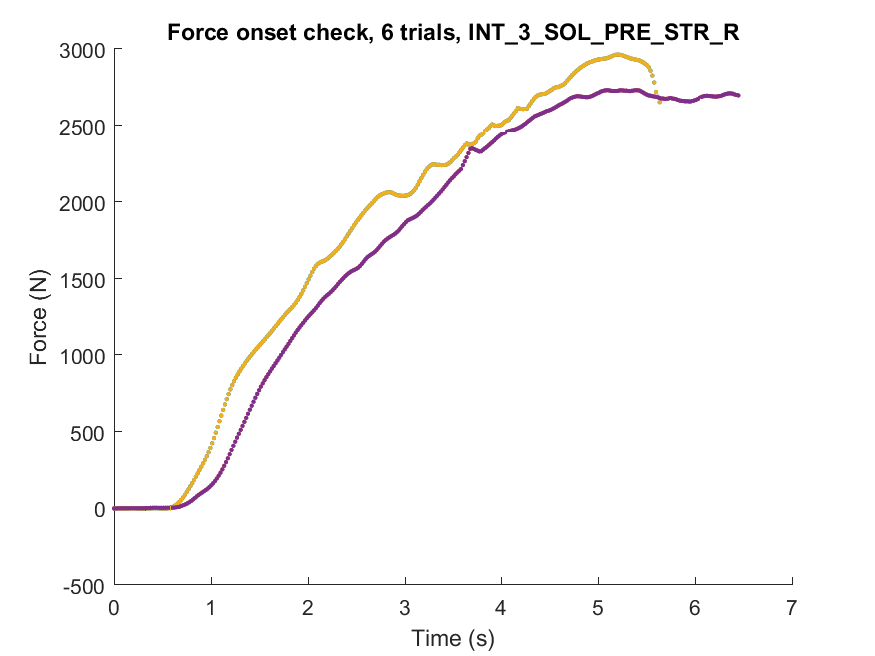 Force onset check, 6 trials, INT_3_SOL_PRE_STR_R
3000
2500
2000
1500
1000
500
0
-500
Force (N)
0 1 2 3 4 5 6 7
Time (s)